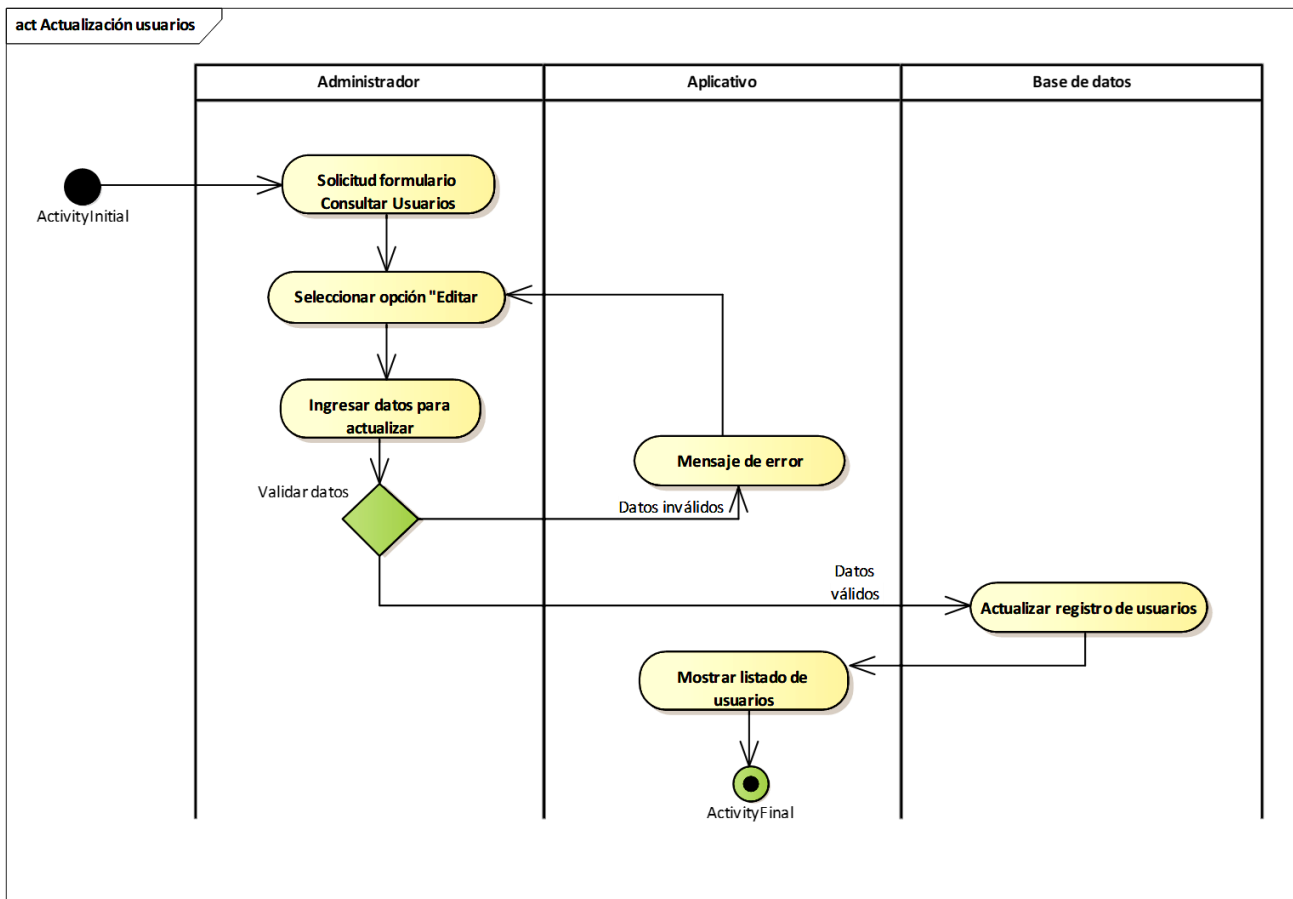 act Actualización usuarios
Administrador
Aplicativo
Base de datos
ActivityInitial
Solicitud formulario
Consultar Usuarios
Seleccionar opción "Editar
Ingresar datos para
actualizar
Mensaje de error
Validar datos
Datos inválidos
Datos
válidos
Actualizar registro de usuarios
Mostrar listado de
usuarios
ActivityFinal